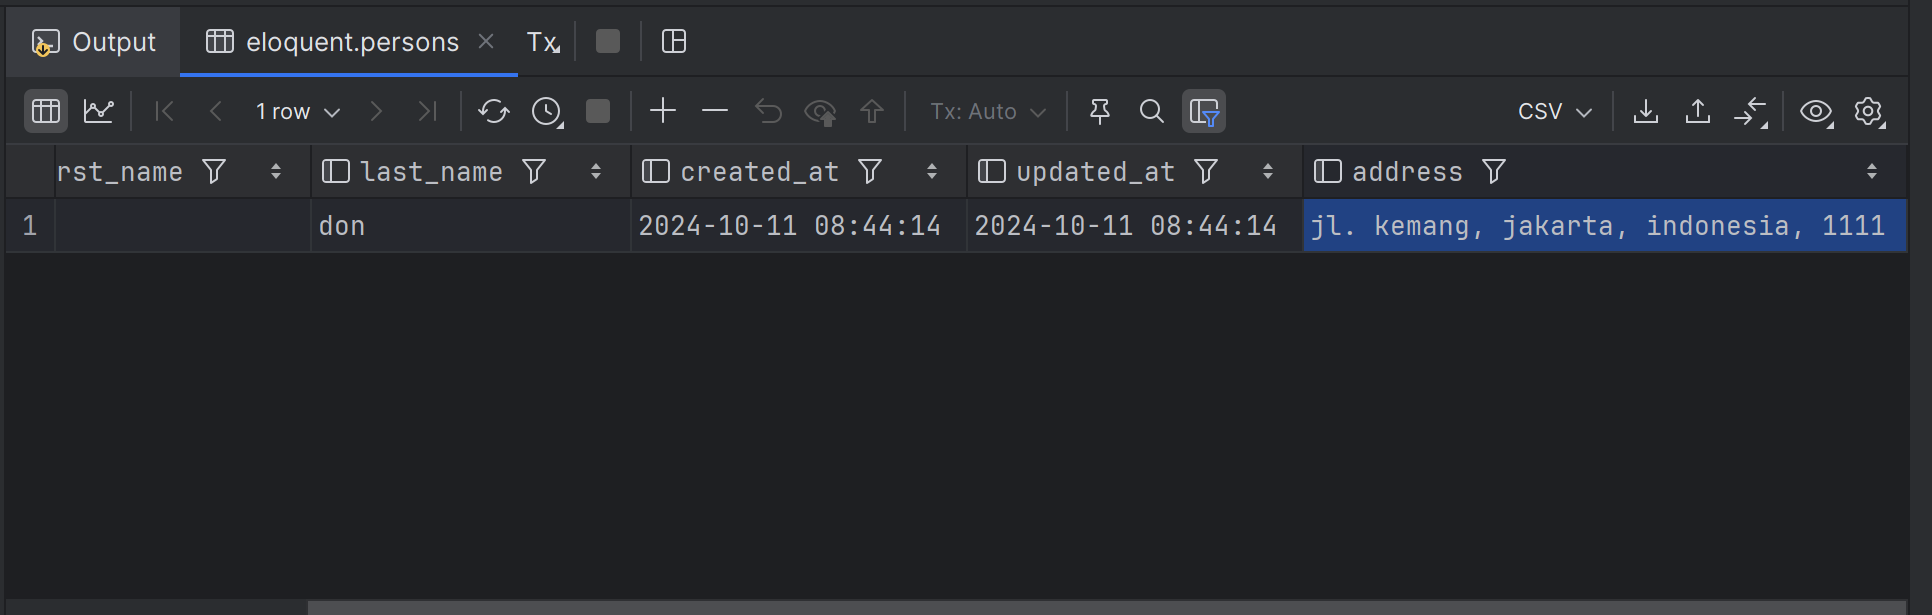 Output eloquent.persons Tx
1 row Tx: Auto CSV
rst_name last_name created_at updated_at address
1 don 2024-10-11 08:44:14 2024-10-11 08:44:14 jl. kemang, jakarta, indonesia, 1111